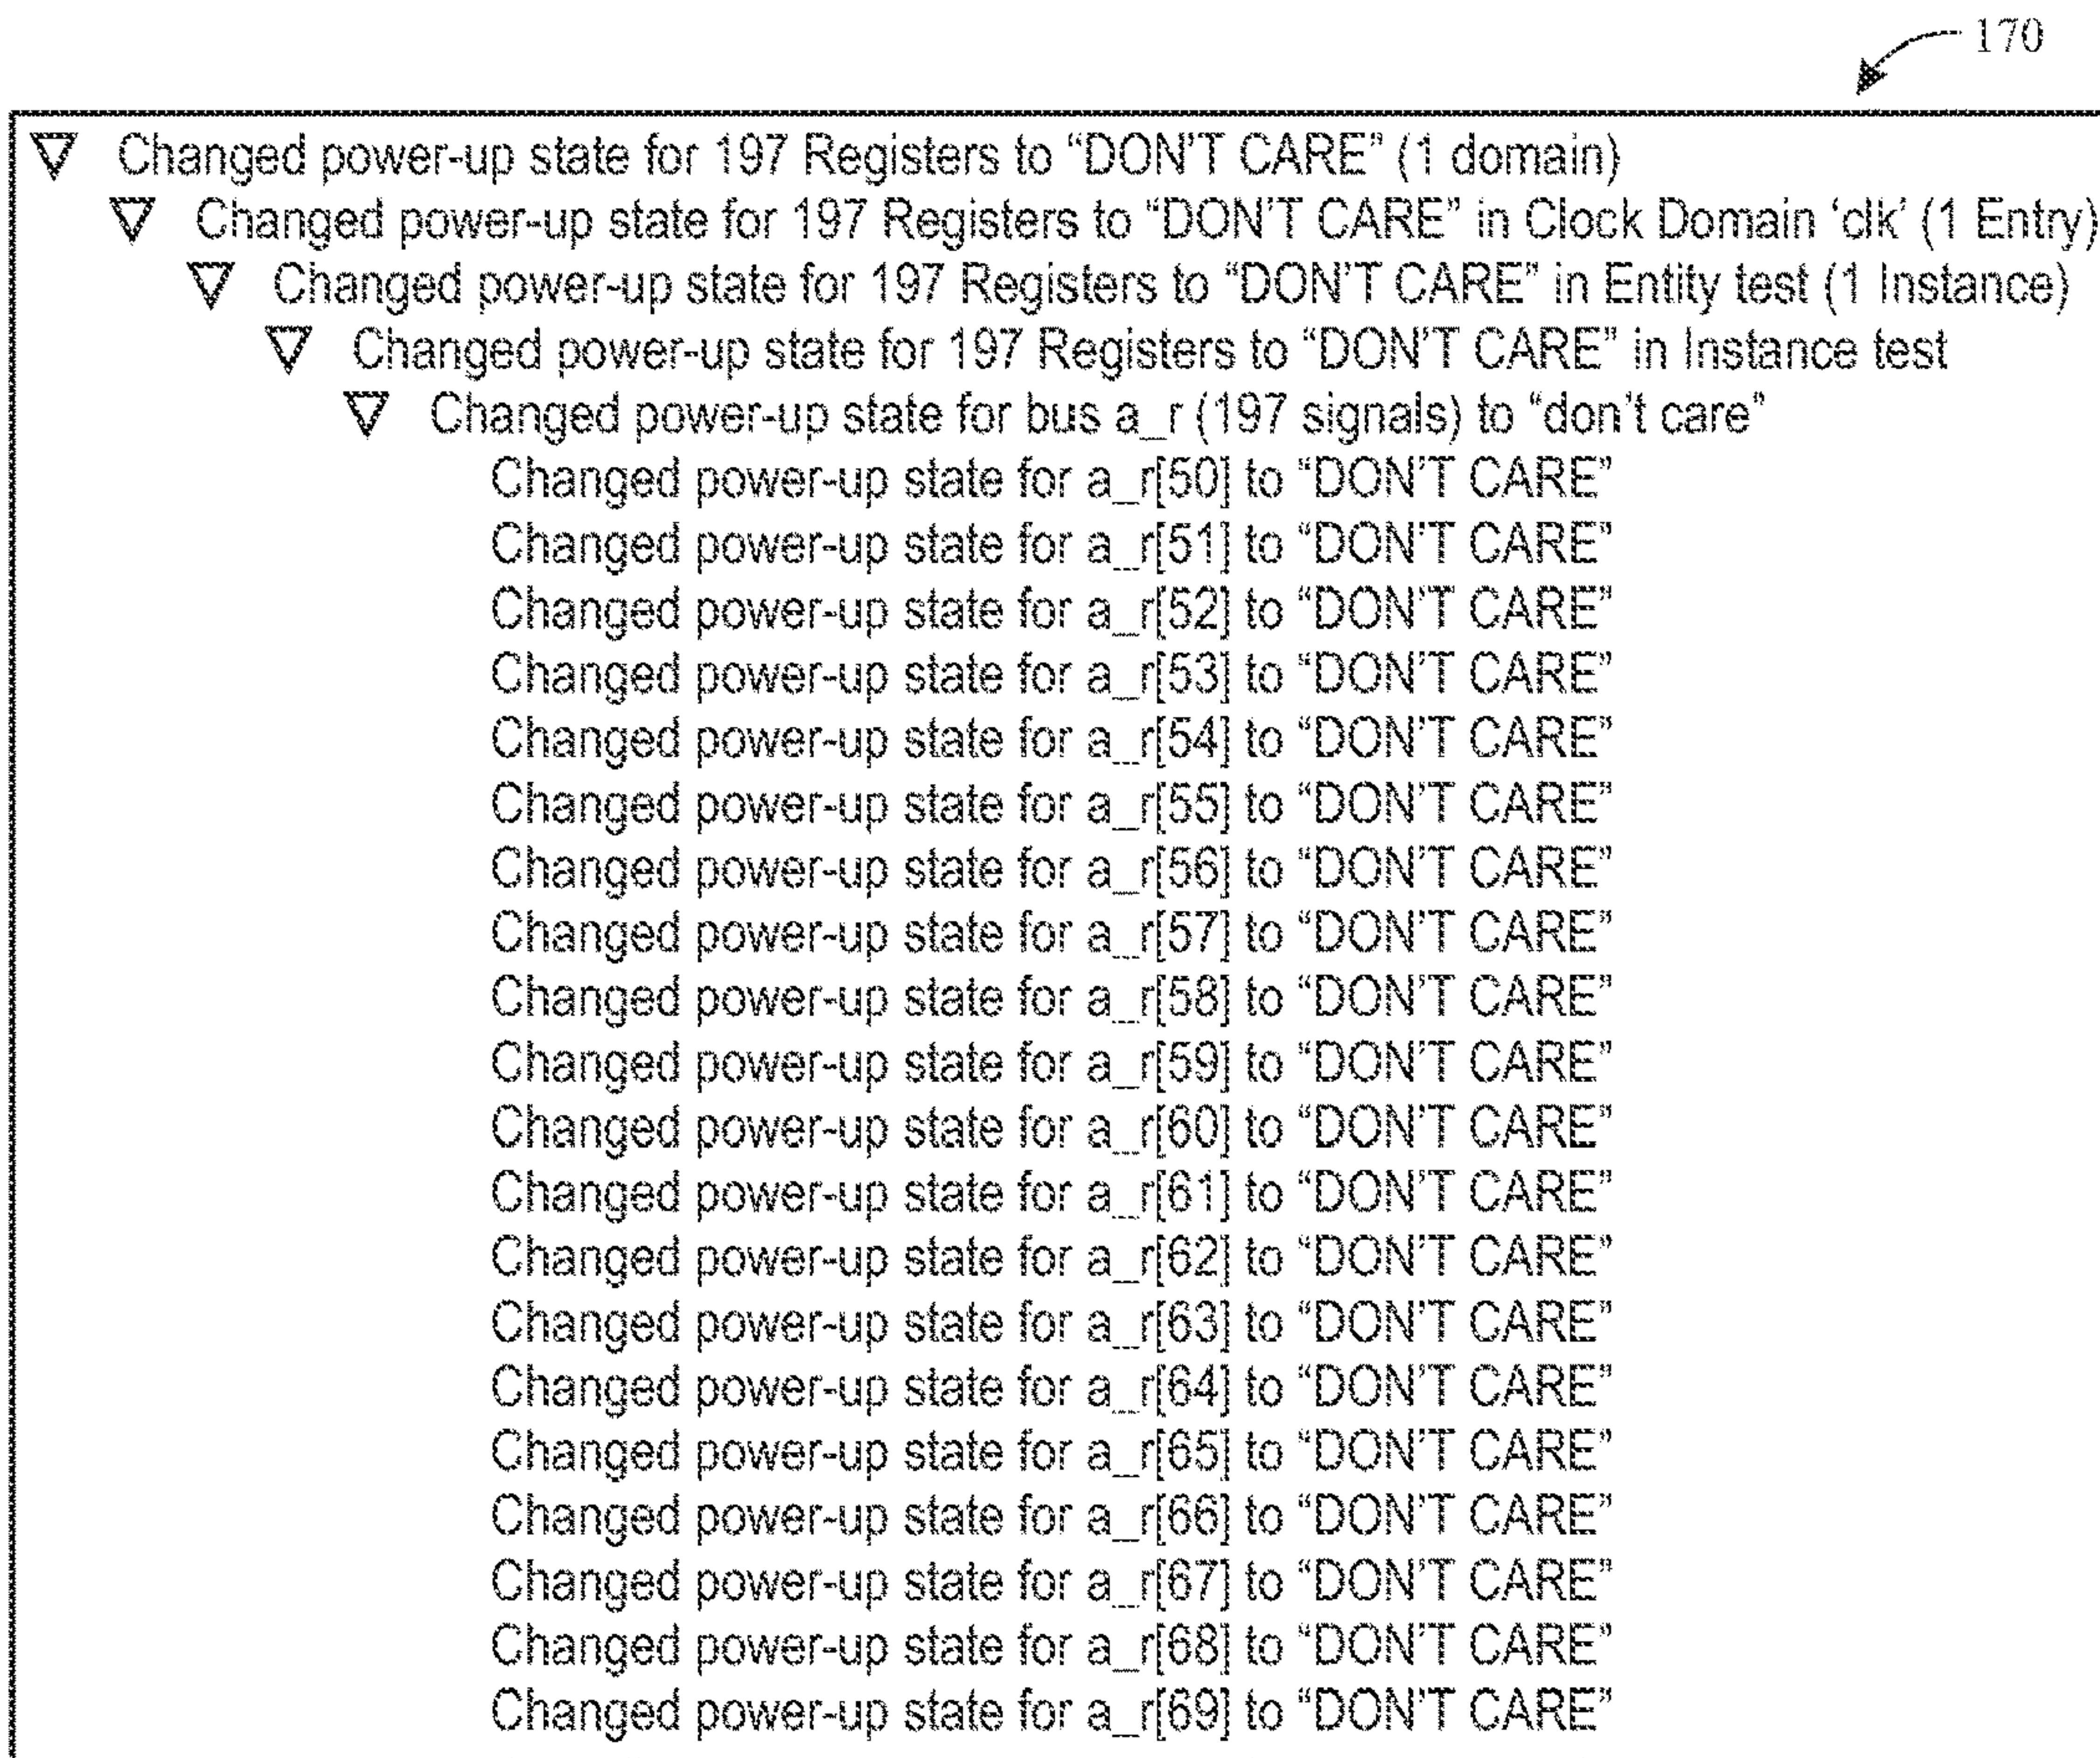 170
Changed power-up state for 197 Registers to “DON'T CARE” (1 domain)
Changed power-up state for 197 Registers to “DON'T CARE” in Clock Domain ‘clk’ (1 Entry)
Changed power-up state for 197 Registers to “DON'T CARE” in Entity test (1 Instance)
Changed power-up state for 197 Registers to “DON'T CARE” in Instance test
Changed power-up state for bus a_r (197 signals) to “don't care”
Changed power-up state for a_r[50] to “DON'T CARE”
Changed power-up state for a_r[51] to “DON'T CARE”
Changed power-up state for a_r[52] to “DON'T CARE”
Changed power-up state for a_r[53] to “DON'T CARE”
Changed power-up state for a_r[54] to “DON'T CARE”
Changed power-up state for a_r[55] to “DON'T CARE”
Changed power-up state for a_r[56] to “DON'T CARE”
Changed power-up state for a_r[57] to “DON'T CARE”
Changed power-up state for a_r[58] to “DON'T CARE”
Changed power-up state for a_r[59] to “DON'T CARE”
Changed power-up state for a_r[60] to “DON'T CARE”
Changed power-up state for a_r[61] to “DON'T CARE”
Changed power-up state for a_r[62] to “DON'T CARE”
Changed power-up state for a_r[63] to “DON'T CARE”
Changed power-up state for a_r[64] to “DON'T CARE”
Changed power-up state for a_r[65] to “DON'T CARE”
Changed power-up state for a_r[66] to “DON'T CARE”
Changed power-up state for a_r[67] to “DON'T CARE”
Changed power-up state for a_r[68] to “DON'T CARE”
Changed power-up state for a_r[69] to “DON'T CARE”